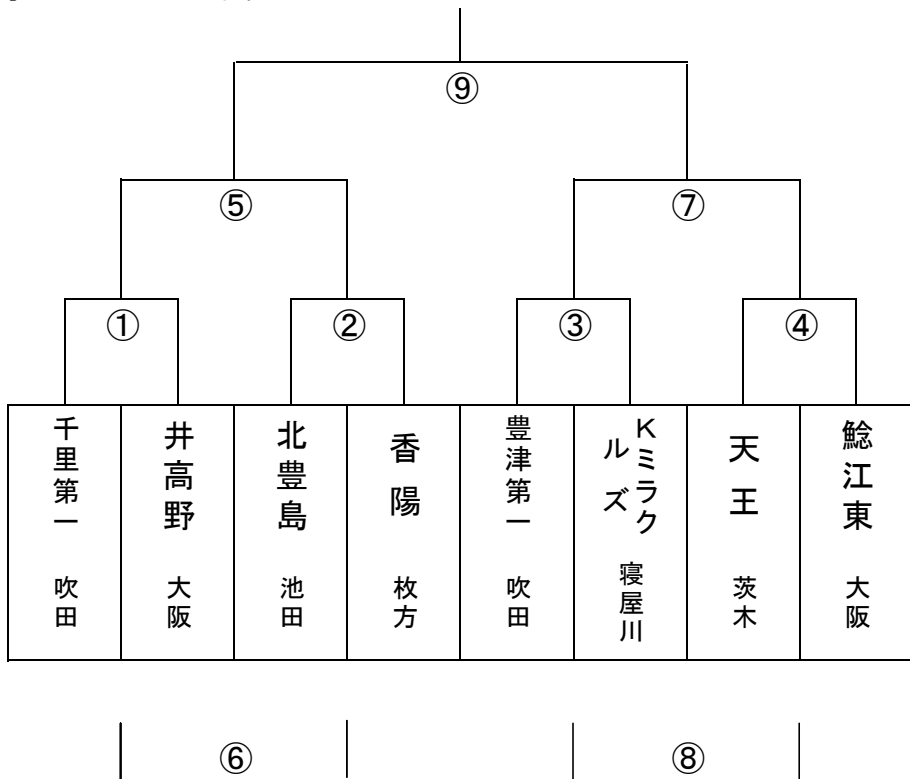 ⑨
⑤
⑦
①
②
③
④
千里第一
吹田
井高野
大阪
北豊島
池田
香陽
枚方
豊津第一
吹田
Kミラク
ルズ
寝屋川
天王
茨木
鯰江東
大阪
⑥
⑧